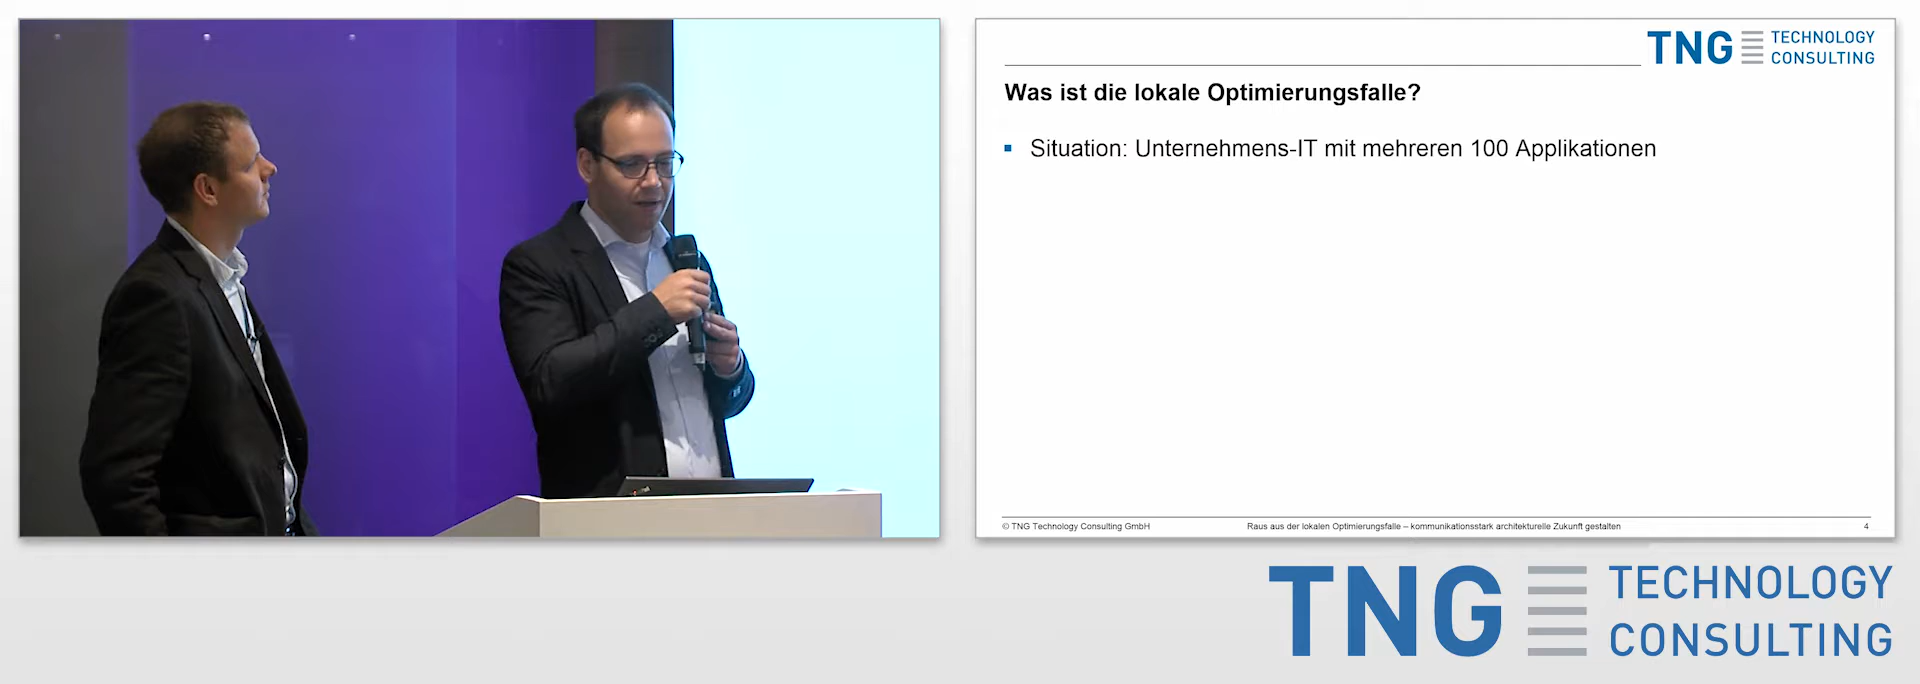 TNG TECHNOLOGY CONSULTING
Was ist die lokale Optimierungsfalle?
▪ Situation: Unternehmens-IT mit mehreren 100 Applikationen
© TNG Technology Consulting GmbH
Raus aus der lokalen Optimierungsfalle – kommunikationsstark architekturelle Zukunft gestalten
4
TNG TECHNOLOGY CONSULTING